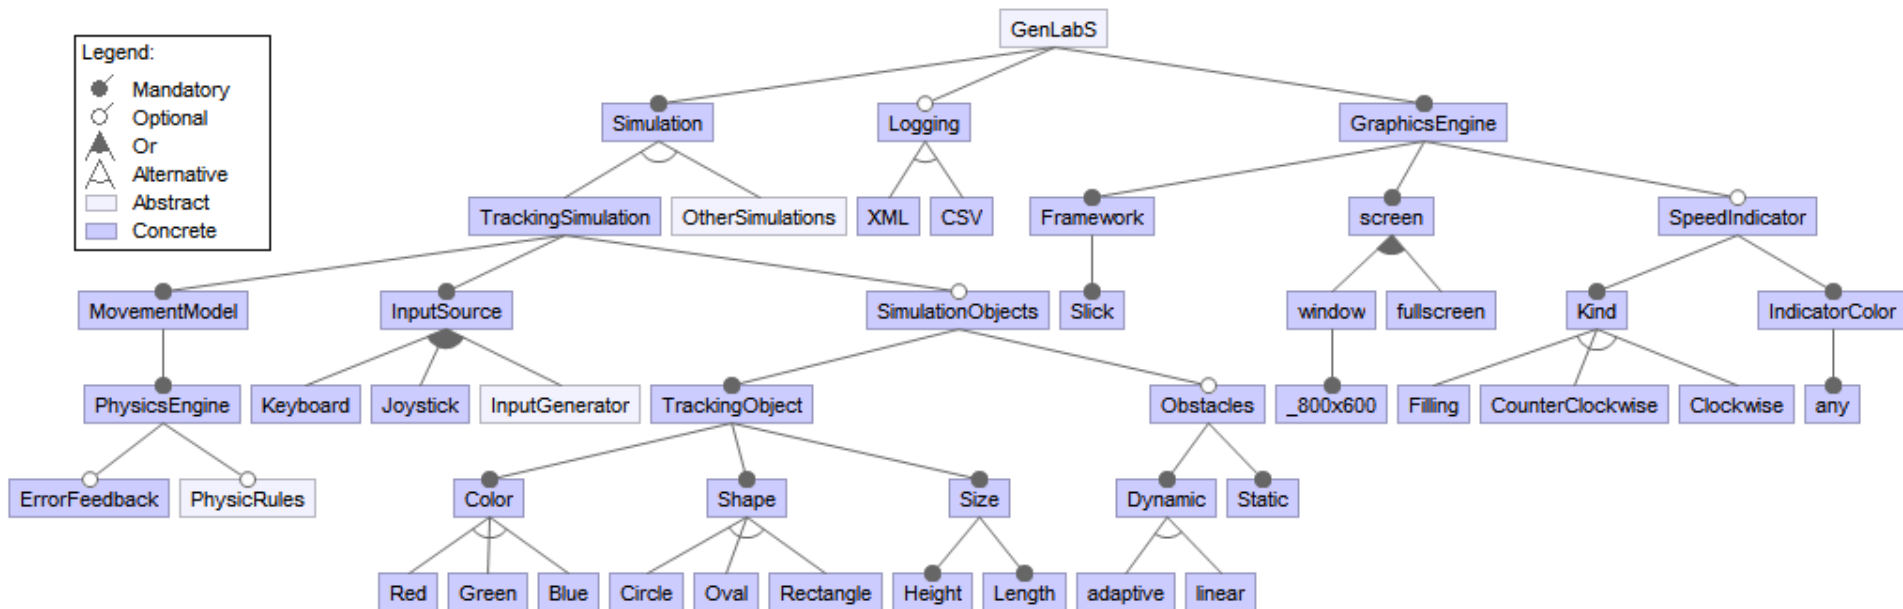 GenLabS
Legend:
Mandatory
Optional
Or
Alternative
Abstract
Concrete
Simulation
Logging
GraphicsEngine
TrackingSimulation
OtherSimulations
XML
CSV
Framework
screen
SpeedIndicator
MovementModel
InputSource
SimulationObjects
Slick
window
fullscreen
Kind
IndicatorColor
PhysicsEngine
Keyboard
Joystick
InputGenerator
TrackingObject
Obstacles
_800x600
Filling
CounterClockwise
Clockwise
any
ErrorFeedback
PhysicRules
Color
Shape
Size
Dynamic
Static
Red
Green
Blue
Circle
Oval
Rectangle
Height
Length
adaptive
linear